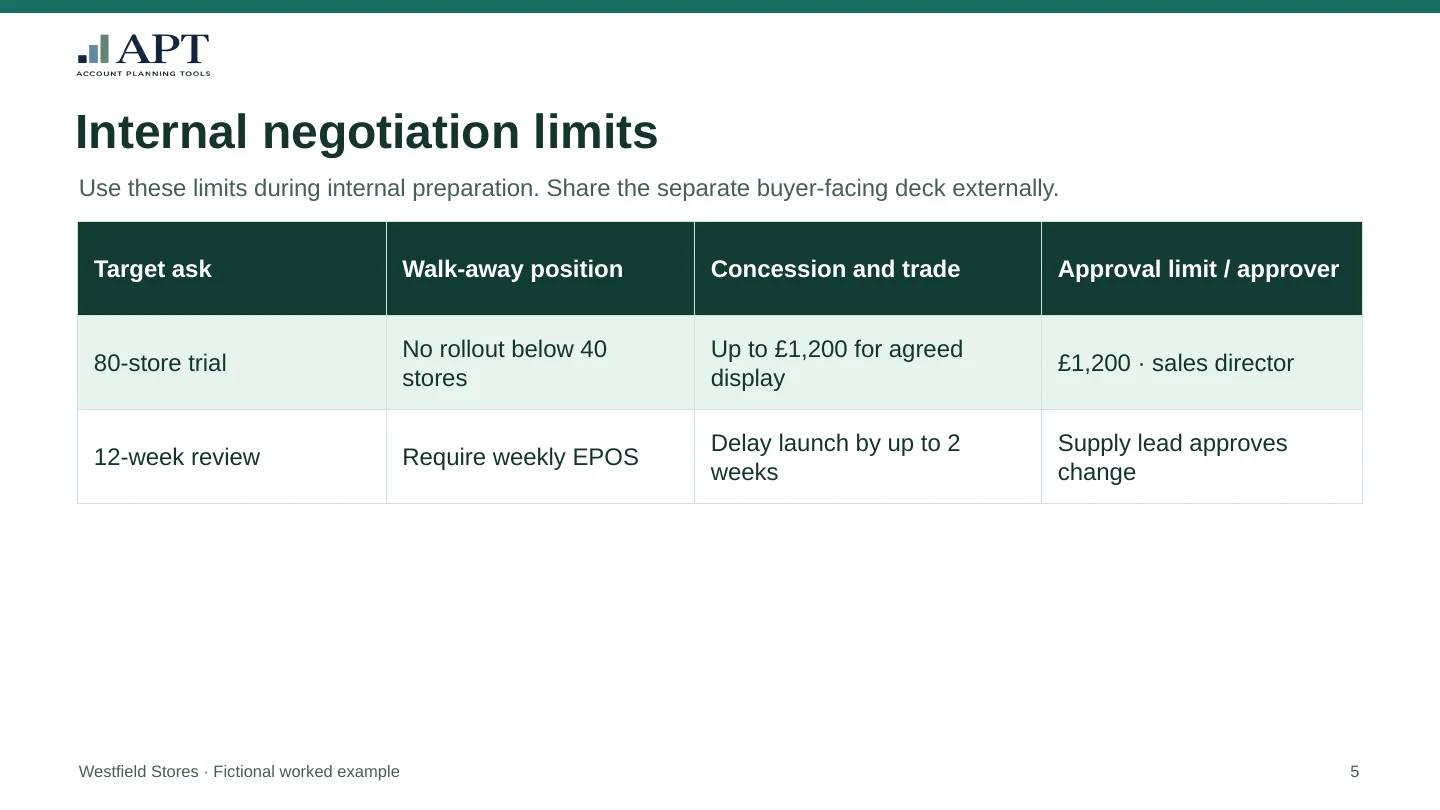 APT
ACCOUNT PLANNING TOOLS
Internal negotiation limits
Use these limits during internal preparation. Share the separate buyer-facing deck externally.
Target ask
Walk-away position
Concession and trade
Approval limit / approver
80-store trial
No rollout below 40
stores
Up to £1,200 for agreed
display
£1,200 · sales director
12-week review
Require weekly EPOS
Delay launch by up to 2
weeks
Supply lead approves
change
Westfield Stores · Fictional worked example
5